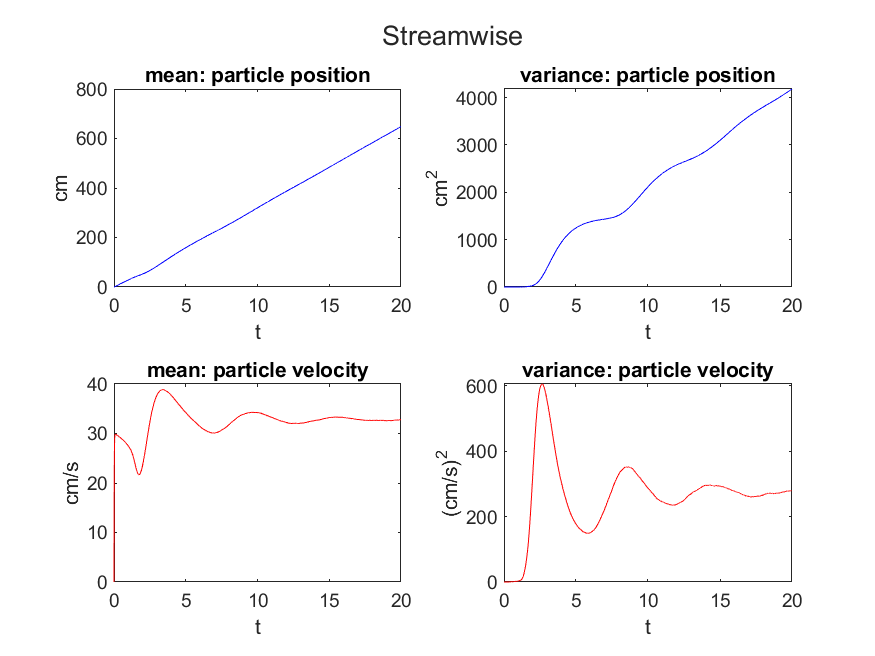 Streamwise
mean: particle position
800
600
400
200
0
cm
0 5 10 15 20
t
variance: particle position
4000
3000
2000
1000
0
cm2
0 5 10 15 20
t
mean: particle velocity
40
30
20
10
0
cm/s
0 5 10 15 20
t
variance: particle velocity
600
400
200
0
(cm/s)2
0 5 10 15 20
t